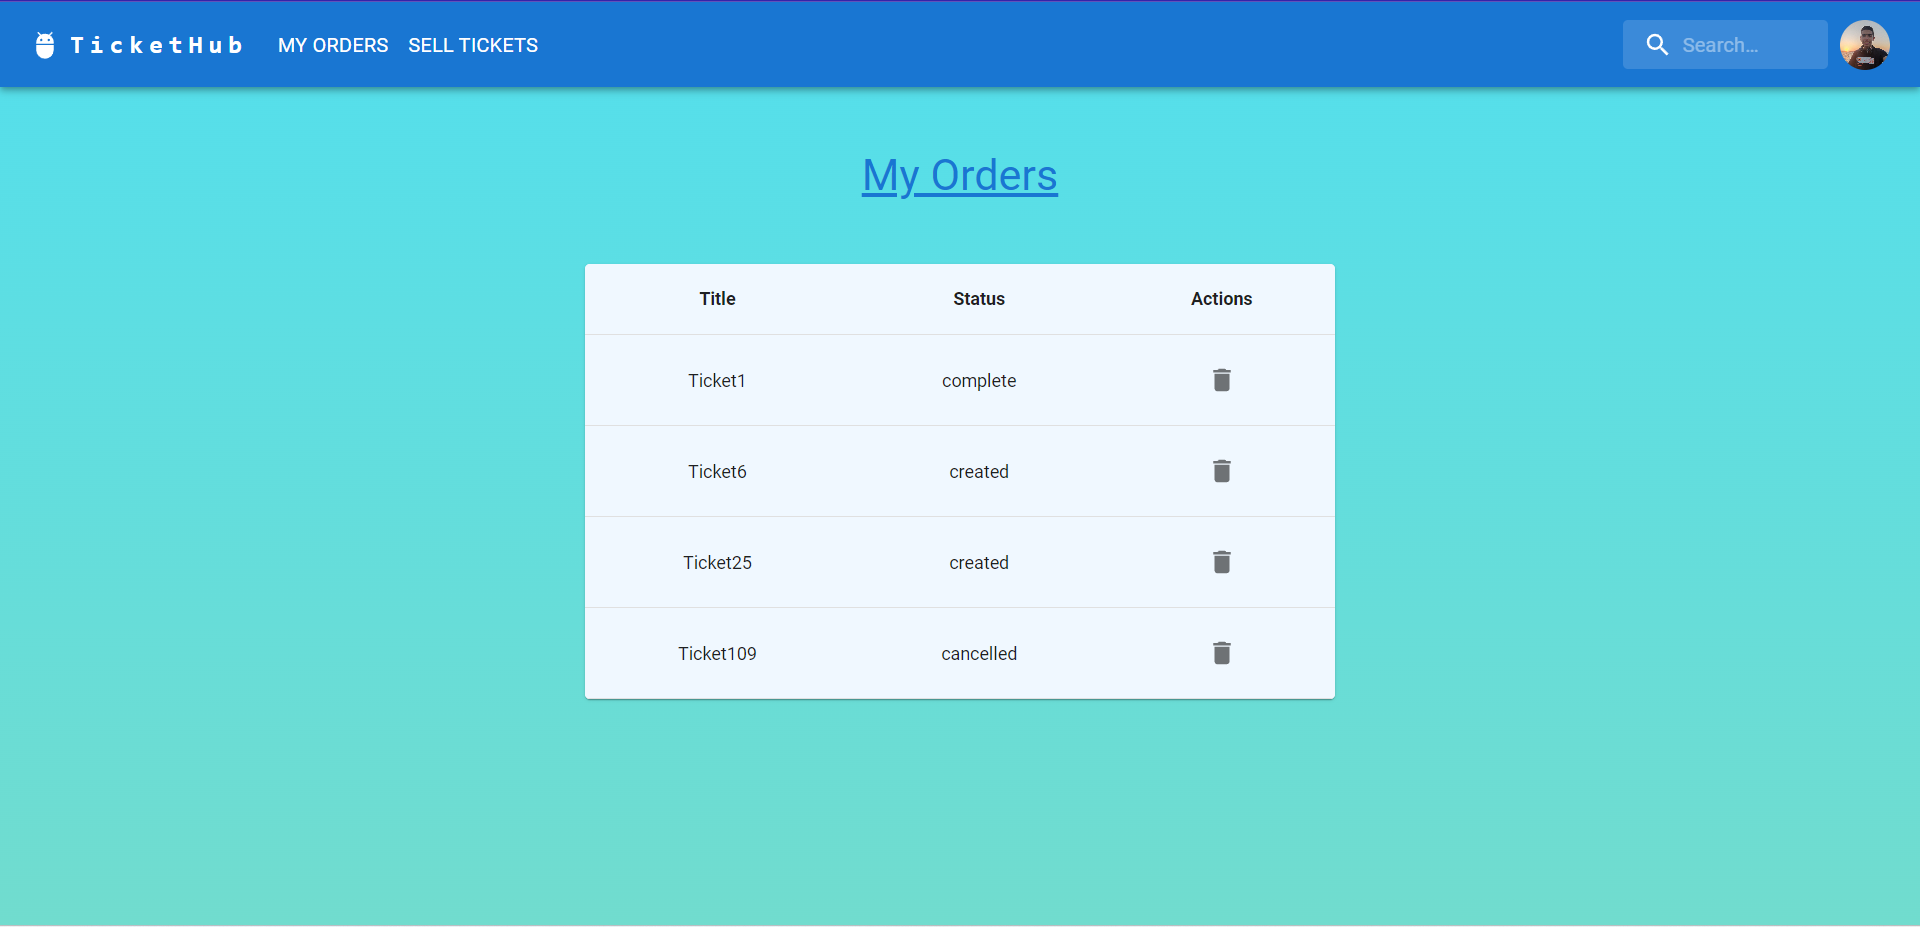 TicketHub MY ORDERS SELL TICKETS Search…
My Orders
Title Status Actions
Ticket1 complete
Ticket6 created
Ticket25 created
Ticket109 cancelled